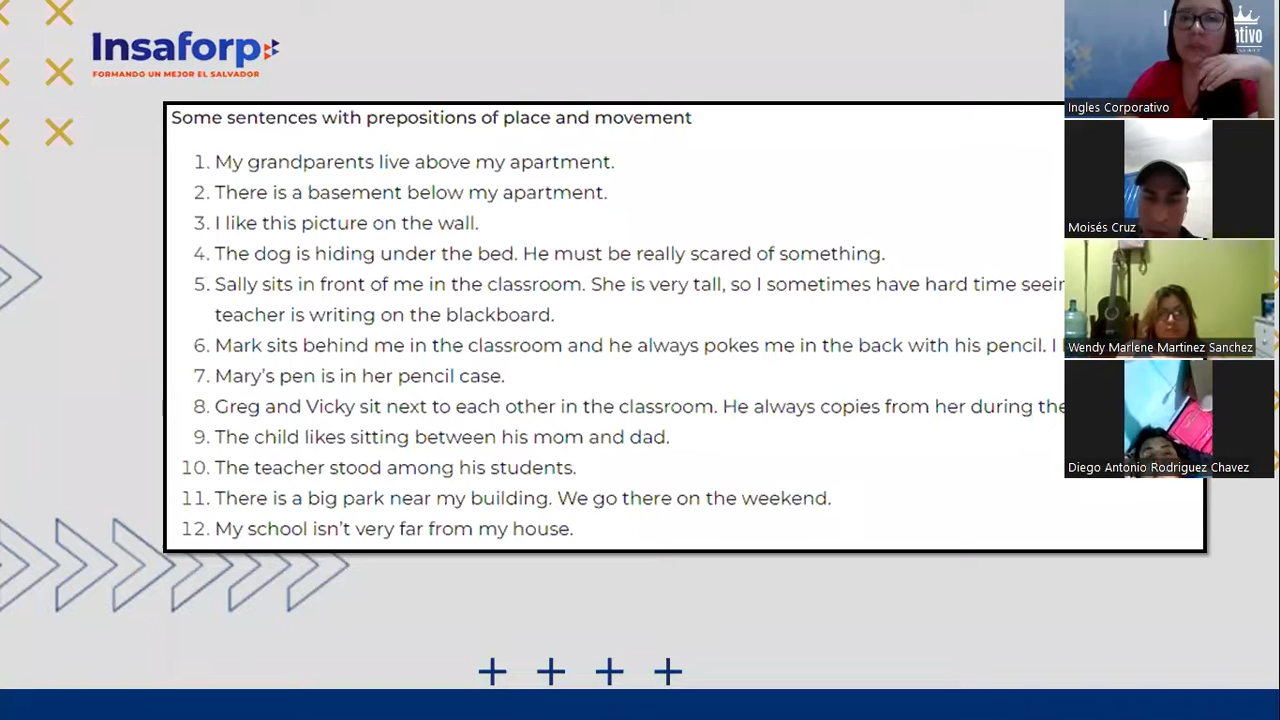 Insaforp
FORMANDO UN MEJOR EL SALVADOR
Some sentences with prepositions of place and movement
1. My grandparents live above my apartment.
2. There is a basement below my apartment.
3. I like this picture on the wall.
4. The dog is hiding under the bed. He must be really scared of something.
5. Sally sits in front of me in the classroom. She is very tall, so I sometimes have hard time
teacher is writing on the blackboard.
6. Mark sits behind me in the classroom and he always pokes me in the back with his pencil. I
7. Mary's pen is in her pencil case.
8. Greg and Vicky sit next to each other in the classroom. He always copies from her during the
9. The child likes sitting between his mom and dad.
10. The teacher stood among his students.
11. There is a big park near my building. We go there on the weekend.
12. My school isn't very far from my house.
Ingles Corporativo
Moisés Cruz
Wendy Marlene Martinez Sanchez
Diego Antonio Rodriguez Chavez